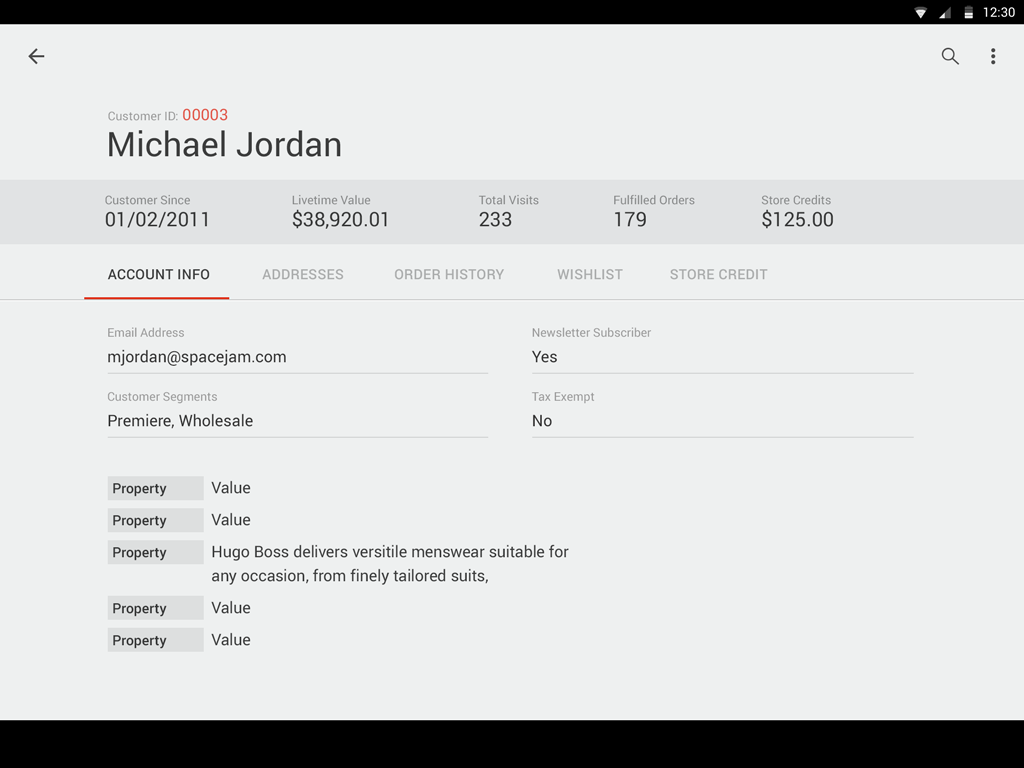 12:30
Customer ID: 00003
Michael Jordan
Customer Since Livetime Value Total Visits Fulfilled Orders Store Credits
01/02/2011 $38,920.01 233 179 $125.00
ACCOUNT INFO ADDRESSES ORDER HISTORY WISHLIST STORE CREDIT
Email Address Newsletter Subscriber
mjordan@spacejam.com Yes
Customer Segments Tax Exempt
Premiere, Wholesale No
Property Value
Property Value
Property Hugo Boss delivers versitile menswear suitable for
any occasion, from finely tailored suits,
Property Value
Property Value